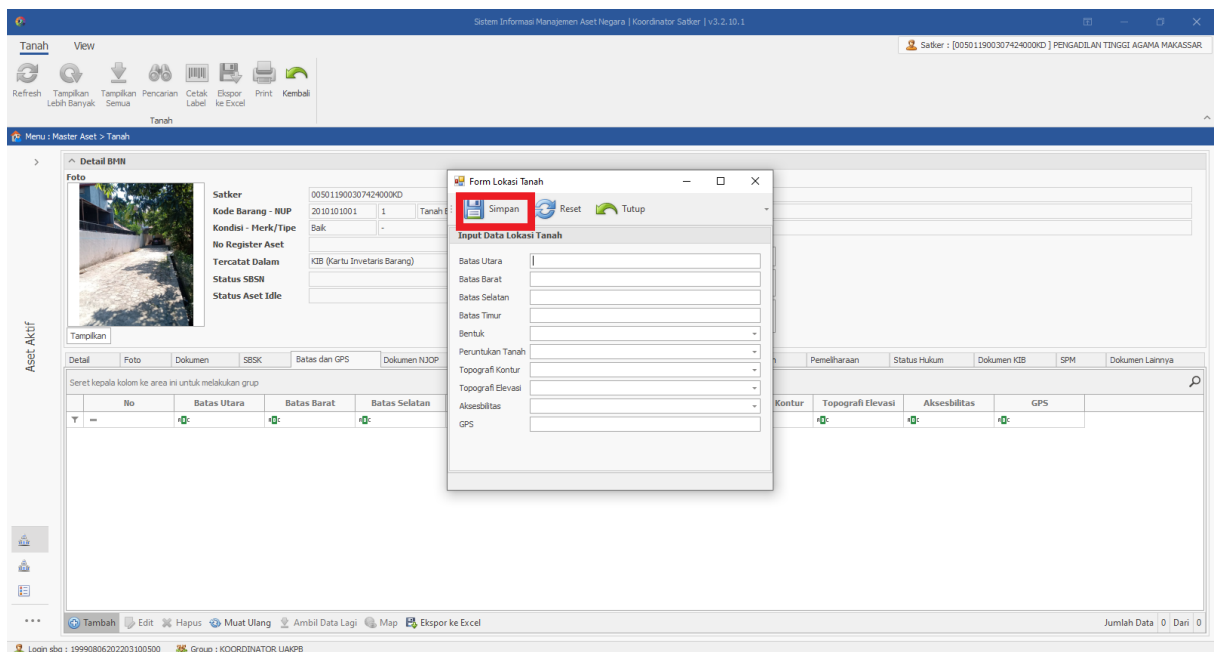 Sistem Informasi Manajemen Aset Negara | Koordinator Satker | v3.2.10.1
Tanah View
Satker : [005011900307424000KD ] PENGADILAN TINGGI AGAMA MAKASSAR
Refresh Tampilkan Lebih Banyak Tampilkan Semua Pencarian Cetak Label Ekspor ke Excel Print Kembali
Tanah
Menu : Master Aset > Tanah
Detail BMN
Foto
Satker 005011900307424000KD
Kode Barang - NUP 2010101001 1 Tanah
Kondisi - Merk/Tipe Baik -
No Register Aset
Tercatat Dalam KIB (Kartu Invetaris Barang)
Status SBSN
Status Aset Idle
Tampilkan
Aset Aktif
Form Lokasi Tanah
Simpan Reset Tutup
Input Data Lokasi Tanah
Batas Utara
Batas Barat
Batas Selatan
Batas Timur
Bentuk
Peruntukan Tanah
Topografi Kontur
Topografi Elevasi
Aksesbilitas
GPS
Detail Foto Dokumen SBSK Batas dan GPS Dokumen NJOP Pemeliharaan Status Hukum Dokumen KIB SPM Dokumen Lainnya
Seret kepala kolom ke area ini untuk melakukan grup
No Batas Utara Batas Barat Batas Selatan Kontur Topografi Elevasi Aksesbilitas GPS
Tambah Edit Hapus Muat Ulang Ambil Data Lagi Map Ekspor ke Excel Jumlah Data 0 Dari 0
Login sbg : 199908062022031005​00 Group : KOORDINATOR UAKPB